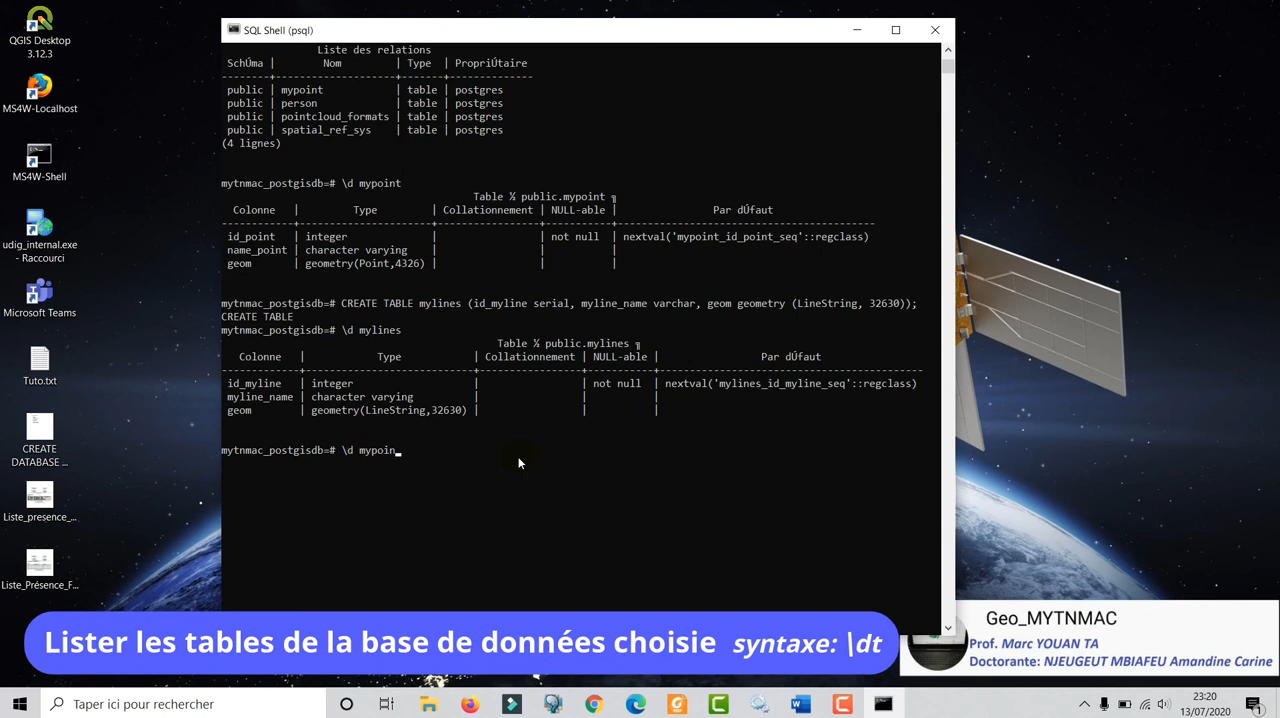 QGIS Desktop
3.12.3
MS4W-Localhost
MS4W-Shell
udig_internal.exe
- Raccourci
Microsoft Teams
Tuto.txt
CREATE
DATABASE ...
Liste_presence_...
Liste_Présence_F...
SQL Shell (psql)
Liste des relations
SchÚma | Nom | Type | PropriÚtaire
--------+--------------------+-------+--------------
public | mypoint | table | postgres
public | person | table | postgres
public | pointcloud_formats | table | postgres
public | spatial_ref_sys | table | postgres
(4 lignes)
mytnmac_postgisdb=# \d mypoint
Table ½ public.mypoint ╗
Colonne | Type | Collationnement | NULL-able | Par dÚfaut
id_point | integer | | not null | nextval('mypoint_id_point_seq'::regclass)
name_point | character varying | | |
geom | geometry(Point,4326) | | |
mytnmac_postgisdb=# CREATE TABLE mylines (id_myline serial, myline_name varchar, geom geometry (LineString, 32630));
CREATE TABLE
mytnmac_postgisdb=# \d mylines
Table ½ public.mylines ╗
Colonne | Type | Collationnement | NULL-able | Par dÚfaut
id_myline | integer | | not null | nextval('mylines_id_myline_seq'::regclass)
myline_name | character varying | | |
geom | geometry(LineString,32630) | | |
mytnmac_postgisdb=# \d mypoin_
Lister les tables de la base de données choisie syntaxe: \dt
Geo_MYTNMAC
Prof. Marc YOUAN TA
Doctorante: NJEUGEUT MBIAFEU Amandine Carine
Taper ici pour rechercher
23:20
13/07/2020
1